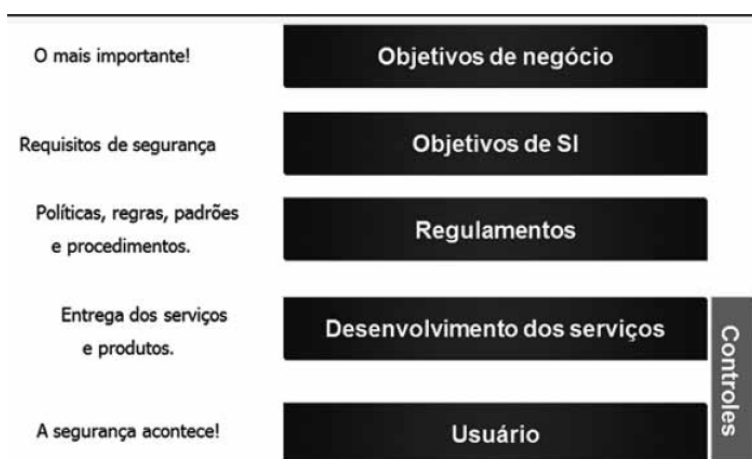 O mais importante!
Objetivos de negócio
Requisitos de segurança
Objetivos de SI
Políticas, regras, padrões
e procedimentos.
Regulamentos
Entrega dos serviços
e produtos.
Desenvolvimento dos serviços
Controles
A segurança acontece!
Usuário